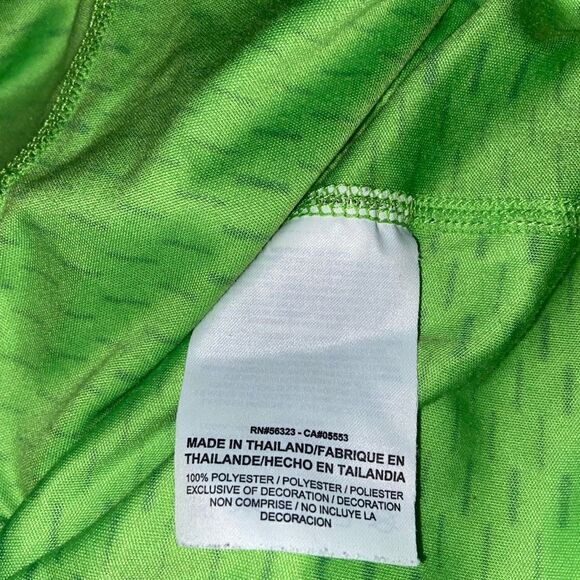 RN#56323 - CA#05553
MADE IN THAILAND/FABRIQUE EN
THAILANDE/HECHO EN TAILANDIA
100% POLYESTER / POLYESTER / POLIESTER
EXCLUSIVE OF DECORATION / DECORATION
NON COMPRISE / NO INCLUYE LA
DECORACION